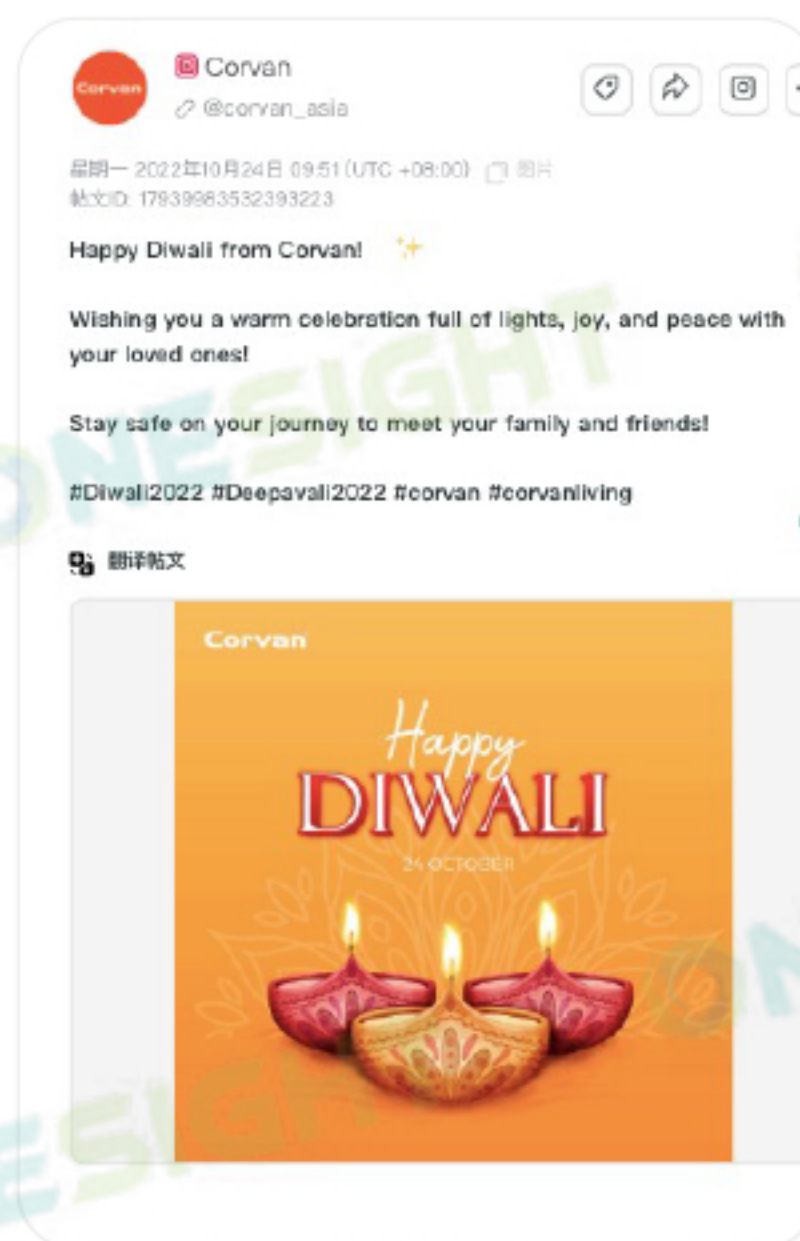 Corvan
Corvan
@corvan_asia
星期一 2022年10月24日 09:51 (UTC +08:00) 图片
帖文ID: 17939983532393223
Happy Diwali from Corvan! ✨
Wishing you a warm celebration full of lights, joy, and peace with
your loved ones!
Stay safe on your journey to meet your family and friends!
#Diwali2022 #Deepavali2022 #corvan #corvanliving
翻译帖文
Corvan
Happy
DIWALI
24 OCTOBER
ONESIGHT
ON
ESIGHT